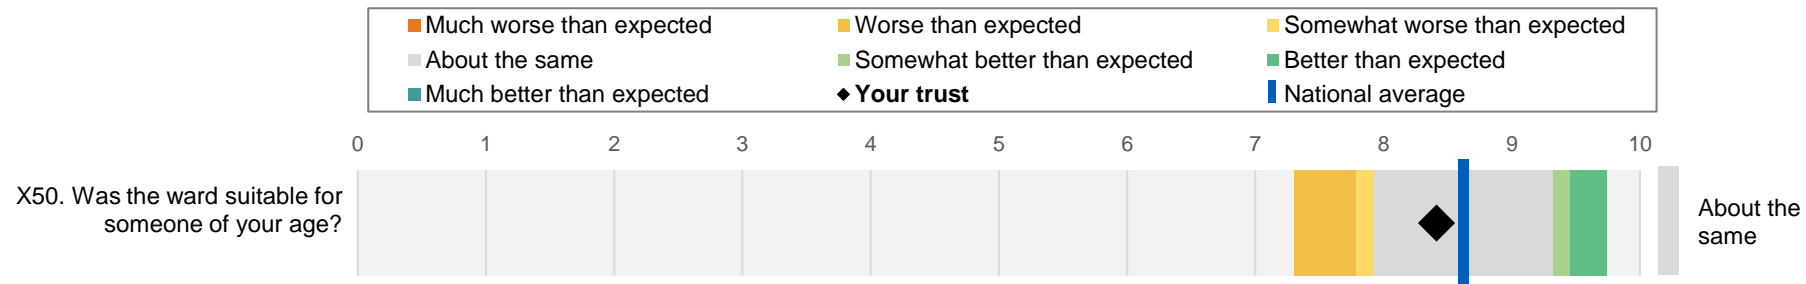 Much worse than expected
Worse than expected
Somewhat worse than expected
About the same
Somewhat better than expected
Better than expected
Much better than expected
Your trust
National average
0 1 2 3 4 5 6 7 8 9 10
X50. Was the ward suitable for
someone of your age?
About the
same